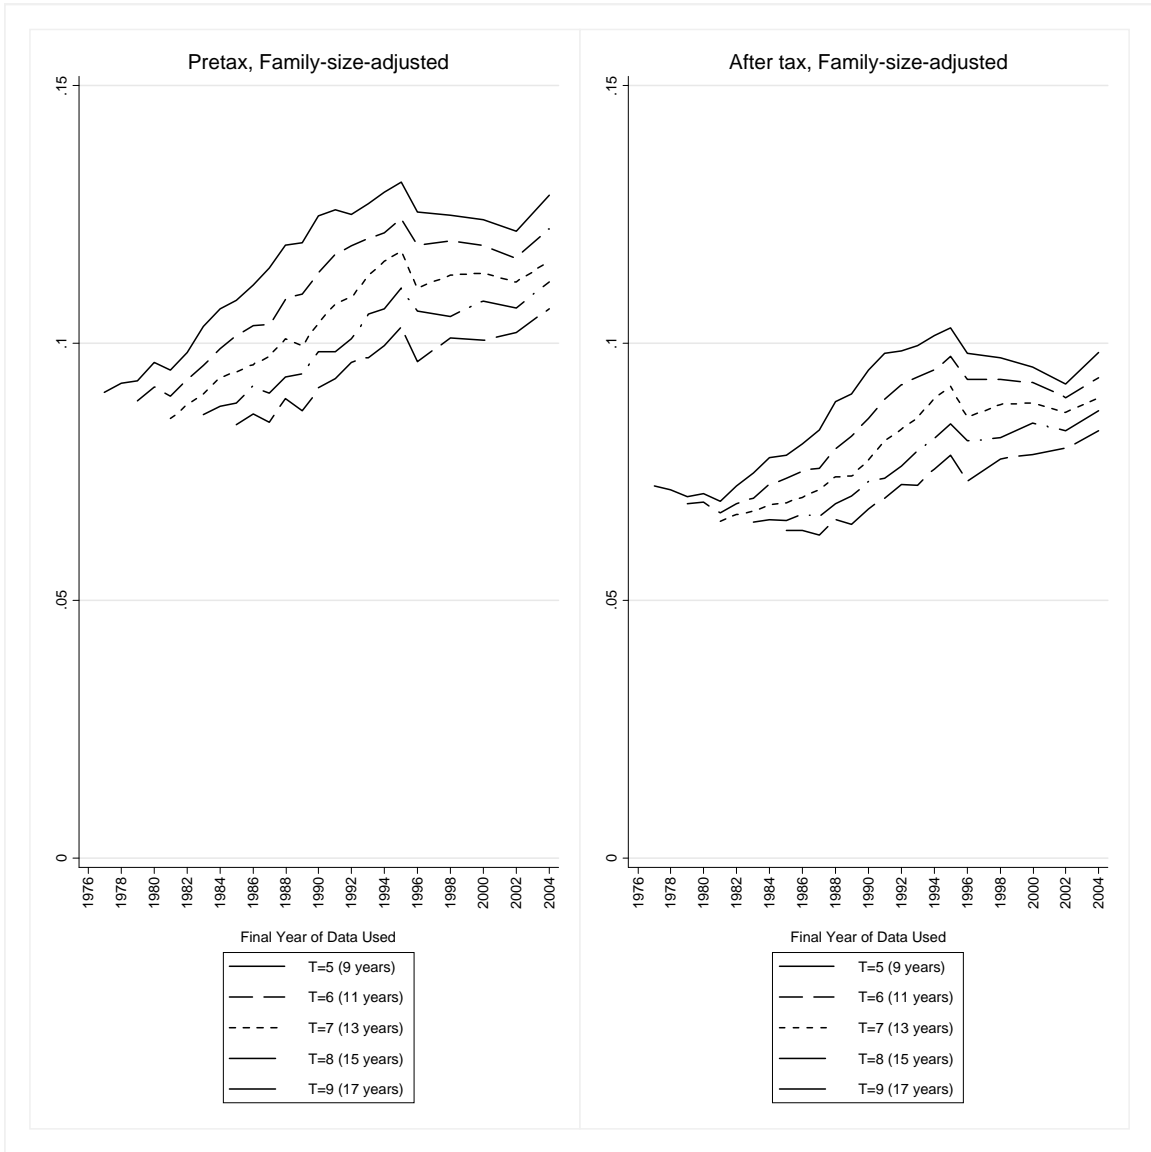 Pretax, Family-size-adjusted
.15
.1
.05
0
1976
1978
1980
1982
1984
1986
1988
1990
1992
1994
1996
1998
2000
2002
2004
Final Year of Data Used
T=5 (9 years)
T=6 (11 years)
T=7 (13 years)
T=8 (15 years)
T=9 (17 years)
After tax, Family-size-adjusted
.15
.1
.05
0
1976
1978
1980
1982
1984
1986
1988
1990
1992
1994
1996
1998
2000
2002
2004
Final Year of Data Used
T=5 (9 years)
T=6 (11 years)
T=7 (13 years)
T=8 (15 years)
T=9 (17 years)